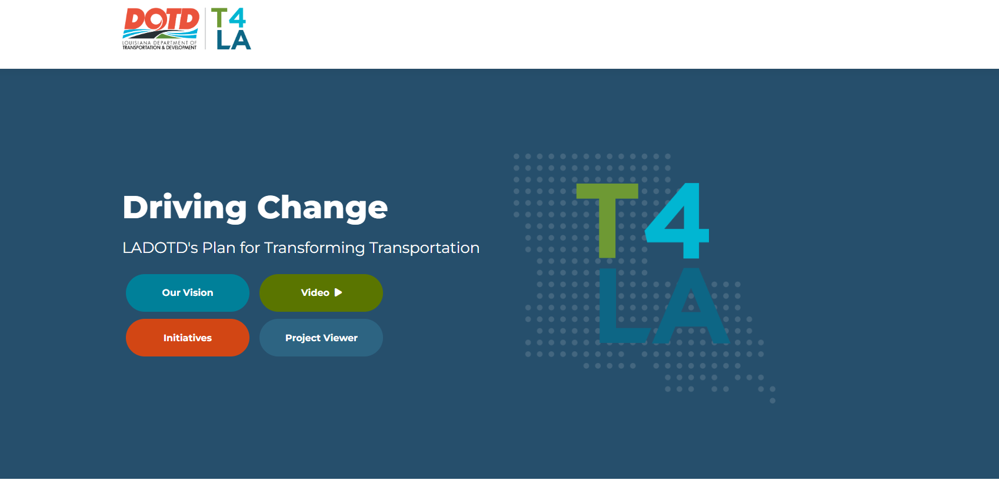 DOTD
LOUISIANA DEPARTMENT OF
TRANSPORTATION & DEVELOPMENT
T4
LA
Driving Change
LADOTD's Plan for Transforming Transportation
Our Vision
Video
Initiatives
Project Viewer
T4
LA